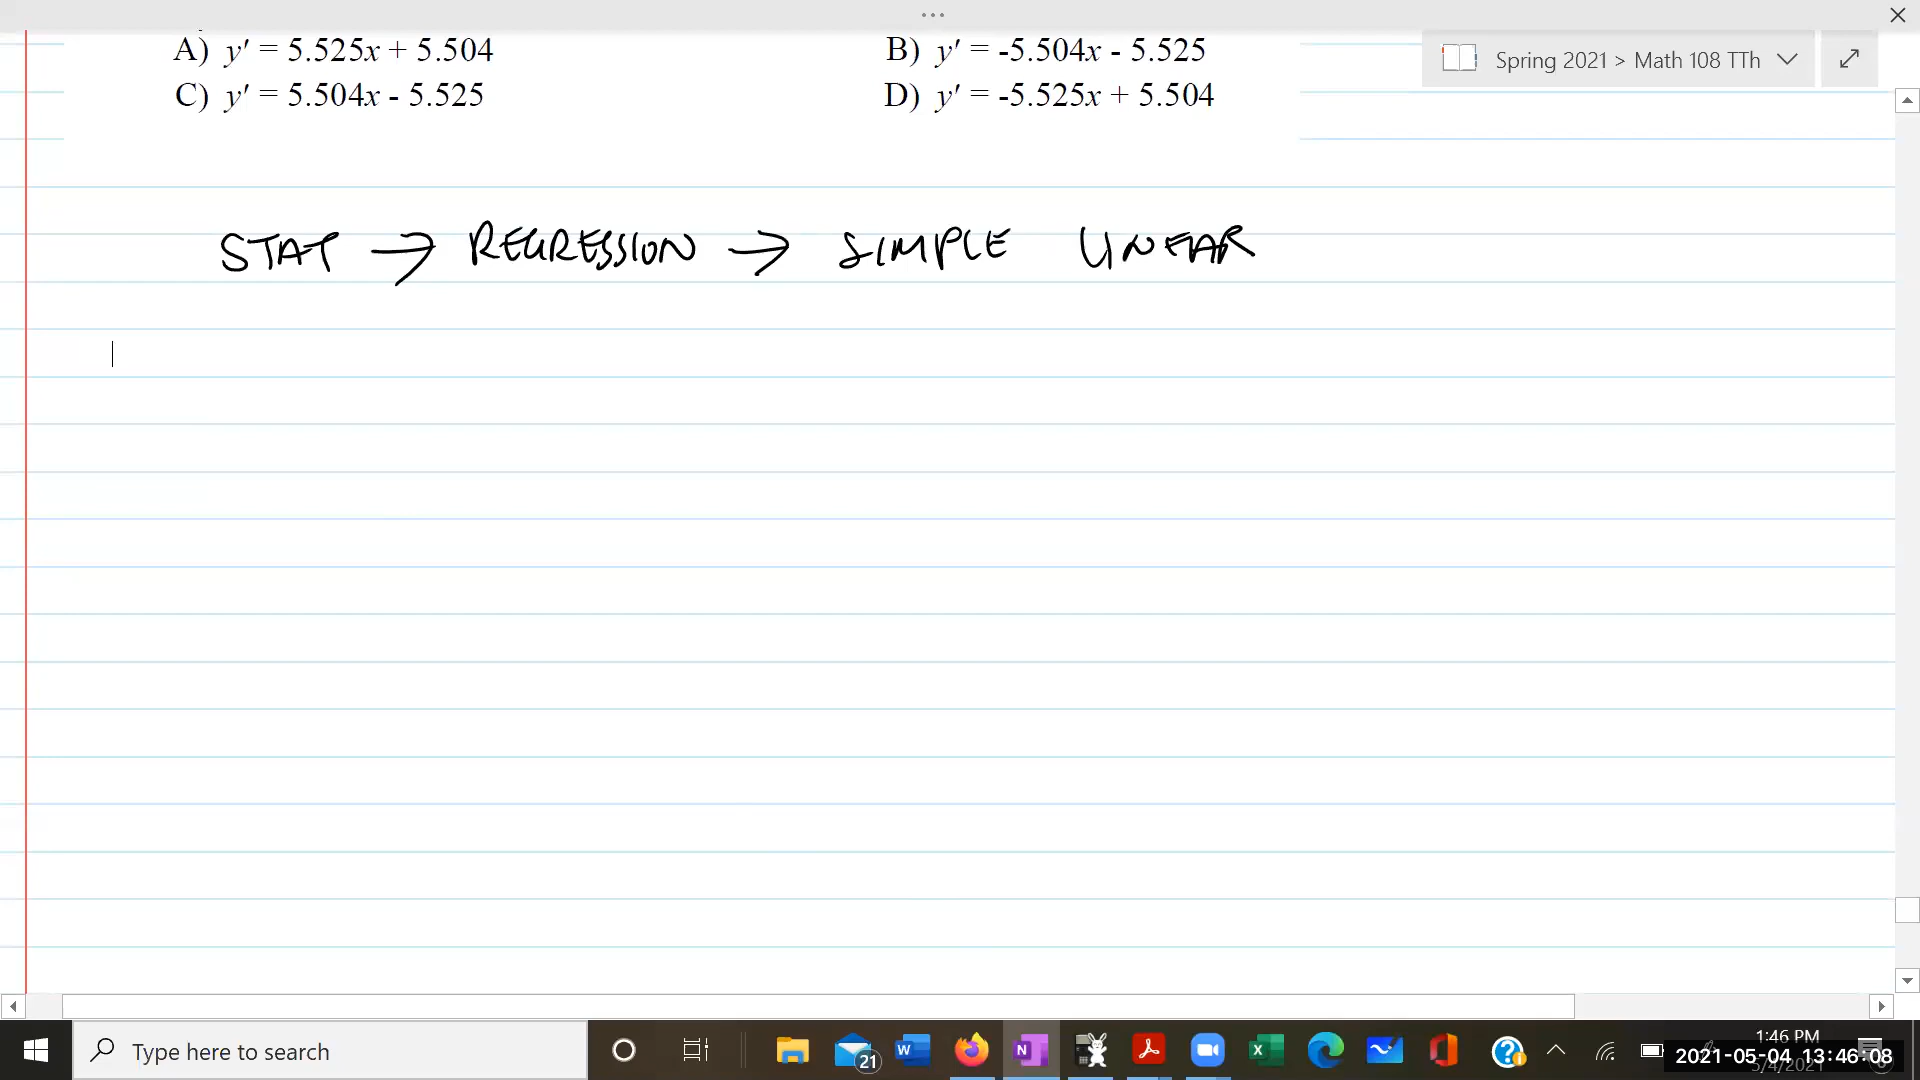 A) y' = 5.525x + 5.504
B) y' = -5.504x - 5.525
Spring 2021 > Math 108 TTh
C) y' = 5.504x - 5.525
D) y' = -5.525x + 5.504
STAT → REGRESSION → SIMPLE LINEAR
Type here to search
21
1:46 PM
2021-05-04 13:46:08